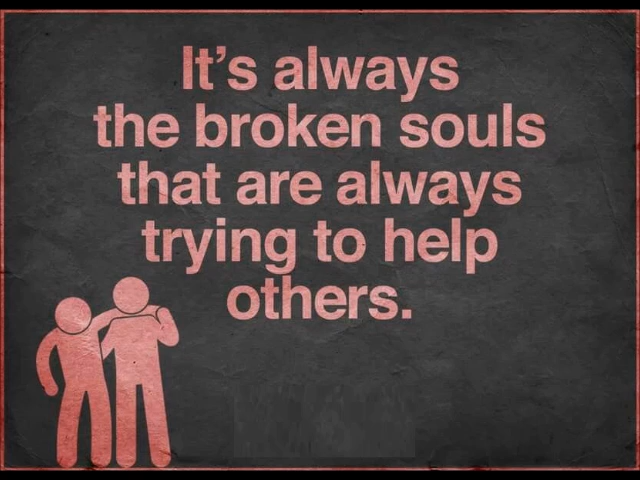 It’s always
the broken souls
that are always
trying to help
others.